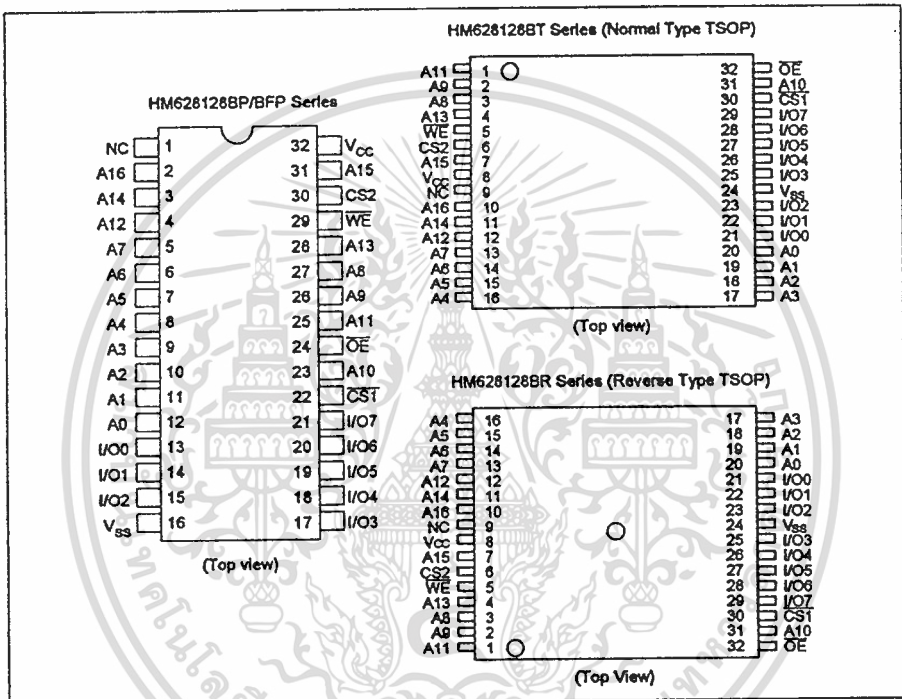 HM628128BP/BFP Series
NC 1 32 VCC
A16 2 31 A15
A14 3 30 CS2
A12 4 29 W̅E̅
A7 5 28 A13
A6 6 27 A8
A5 7 26 A9
A4 8 25 A11
A3 9 24 O̅E̅
A2 10 23 A10
A1 11 22 C̅S̅1̅
A0 12 21 I/O7
I/O0 13 20 I/O6
I/O1 14 19 I/O5
I/O2 15 18 I/O4
VSS 16 17 I/O3
(Top view)
HM628128BT Series (Normal Type TSOP)
A11 1 32 O̅E̅
A9 2 31 A10
A8 3 30 C̅S̅1̅
A13 4 29 I/O7
W̅E̅ 5 28 I/O6
CS2 6 27 I/O5
A15 7 26 I/O4
VCC 8 25 I/O3
NC 9 24 VSS
A16 10 23 I/O2
A14 11 22 I/O1
A12 12 21 I/O0
A7 13 20 A0
A6 14 19 A1
A5 15 18 A2
A4 16 17 A3
(Top view)
HM628128BR Series (Reverse Type TSOP)
A4 16 17 A3
A5 15 18 A2
A6 14 19 A1
A7 13 20 A0
A12 12 21 I/O0
A14 11 22 I/O1
A16 10 23 I/O2
NC 9 24 VSS
VCC 8 25 I/O3
A15 7 26 I/O4
CS2 6 27 I/O5
W̅E̅ 5 28 I/O6
A13 4 29 I/O7
A8 3 30 C̅S̅1̅
A9 2 31 A10
A11 1 32 O̅E̅
(Top View)